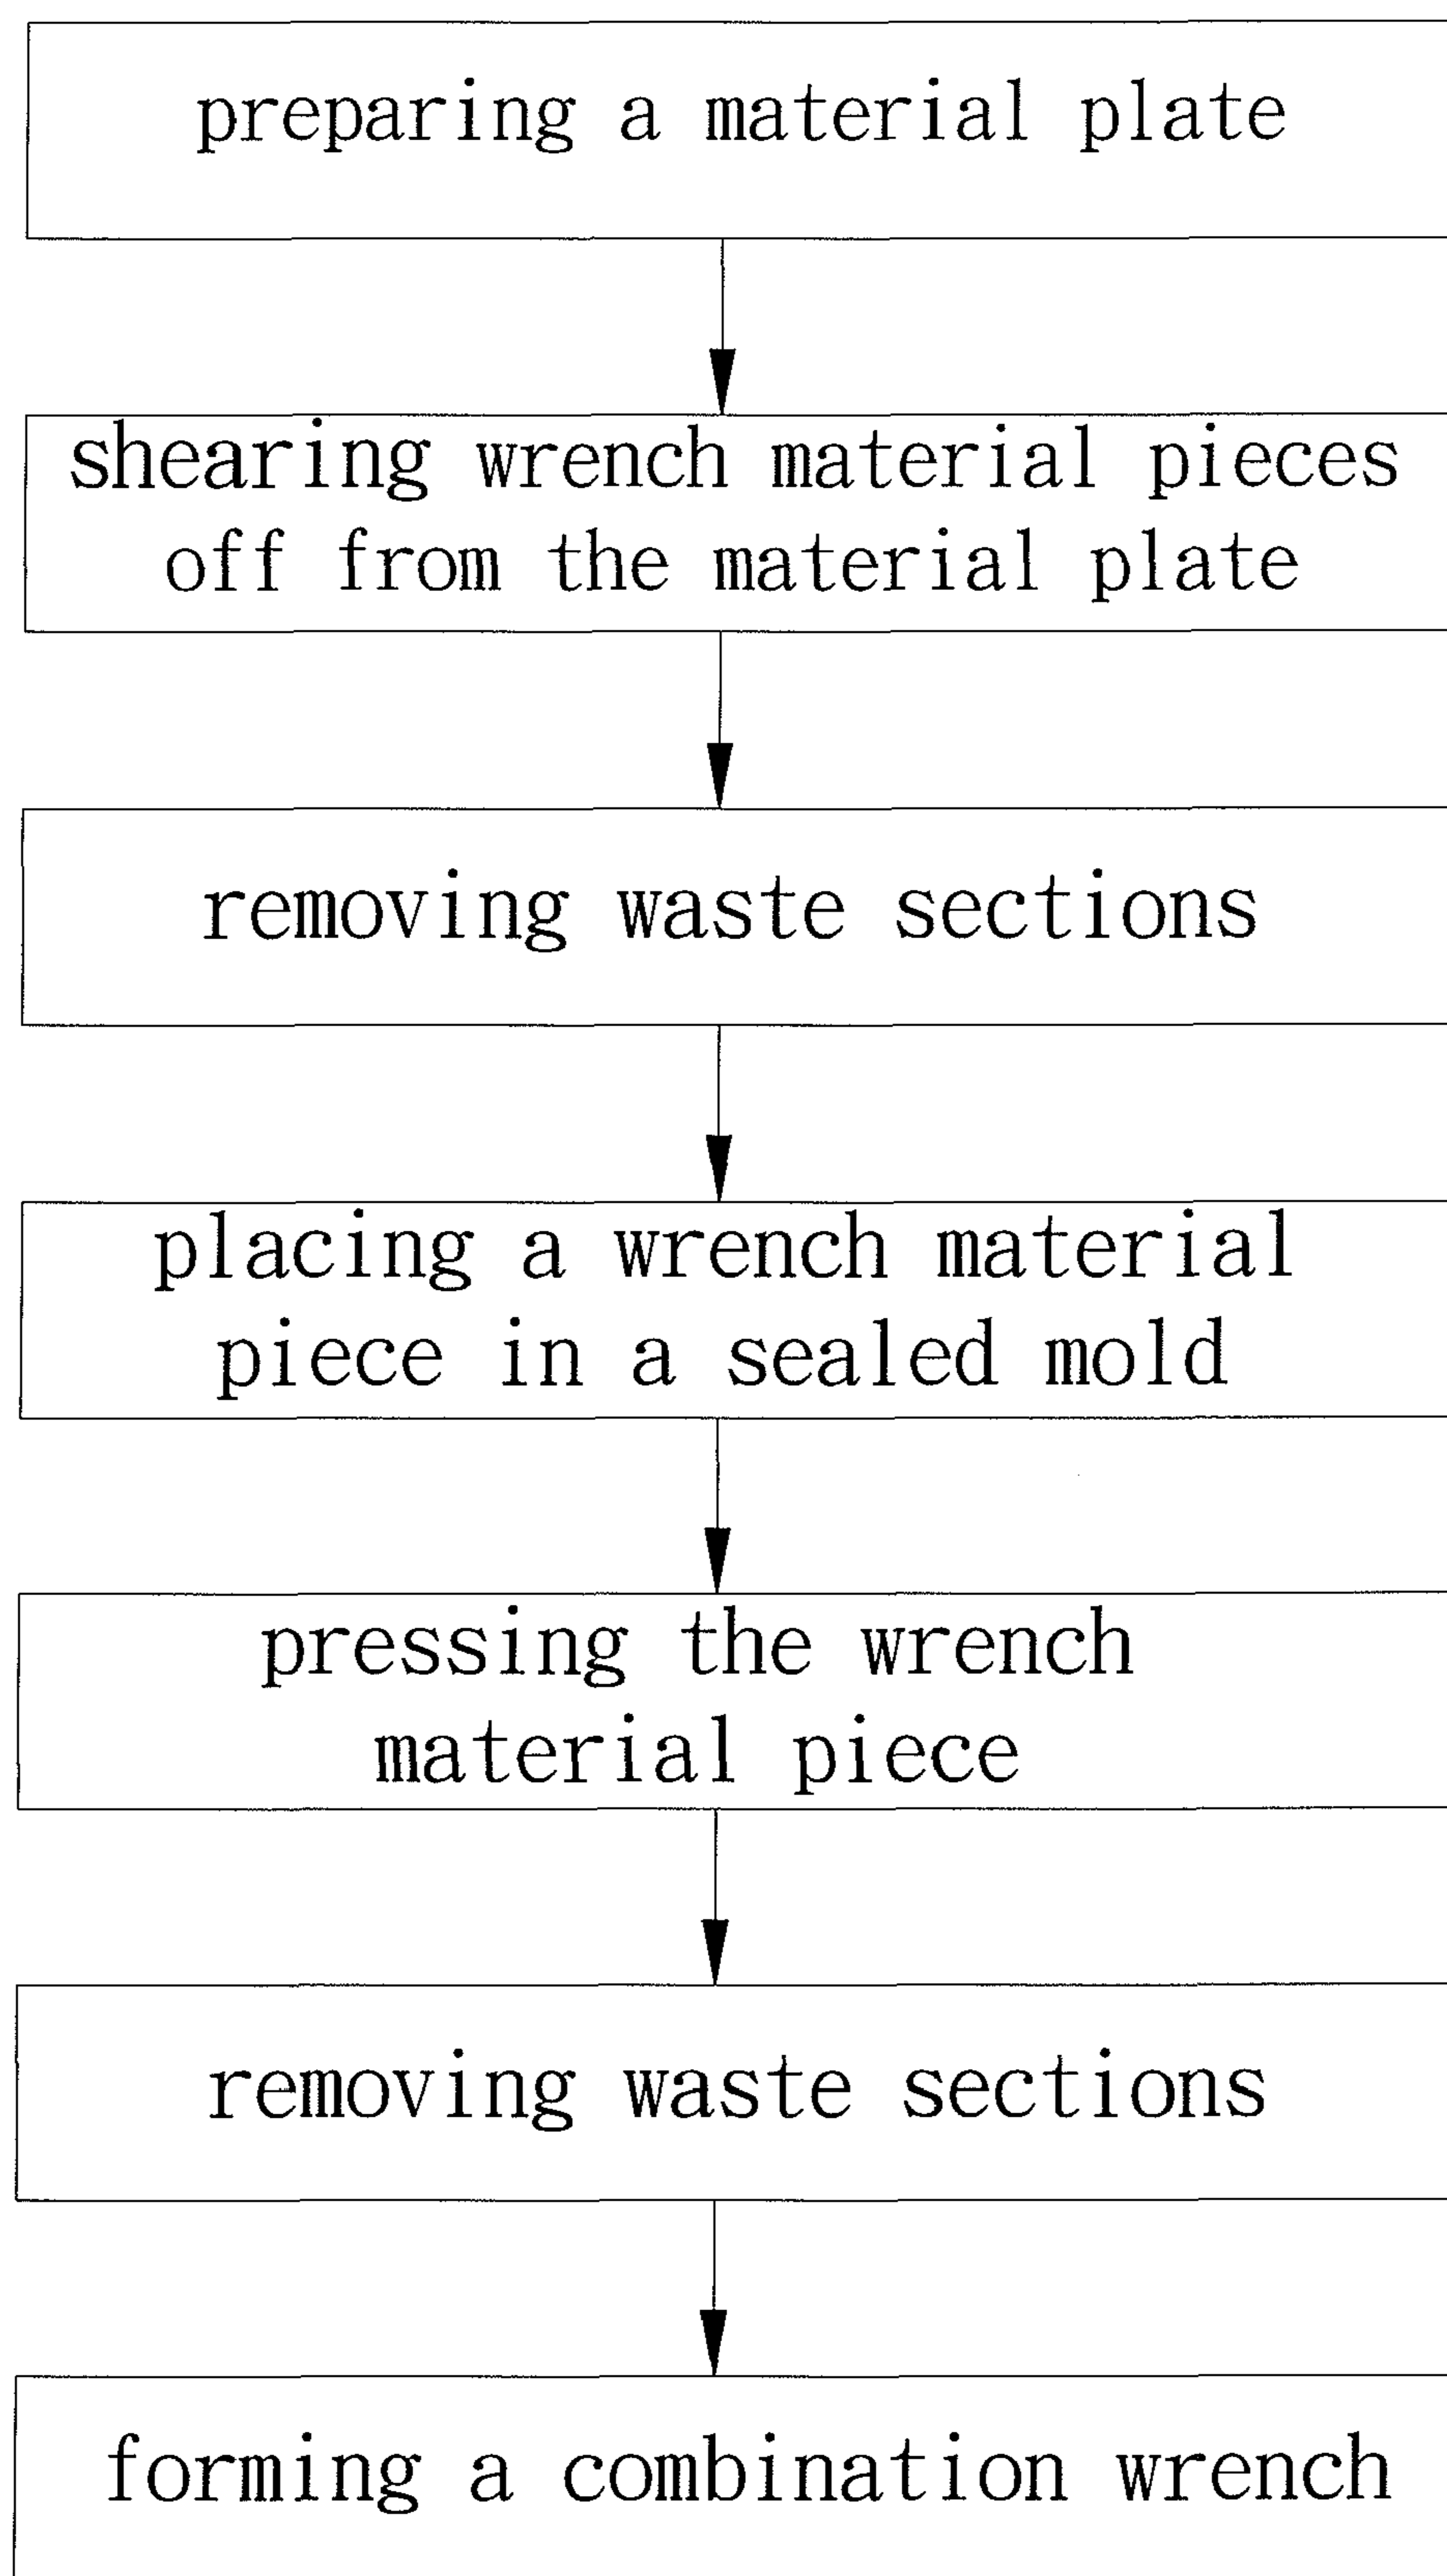 preparing a material plate
shearing wrench material pieces
off from the material plate
removing waste sections
placing a wrench material
piece in a sealed mold
pressing the wrench
material piece
removing waste sections
forming a combination wrench